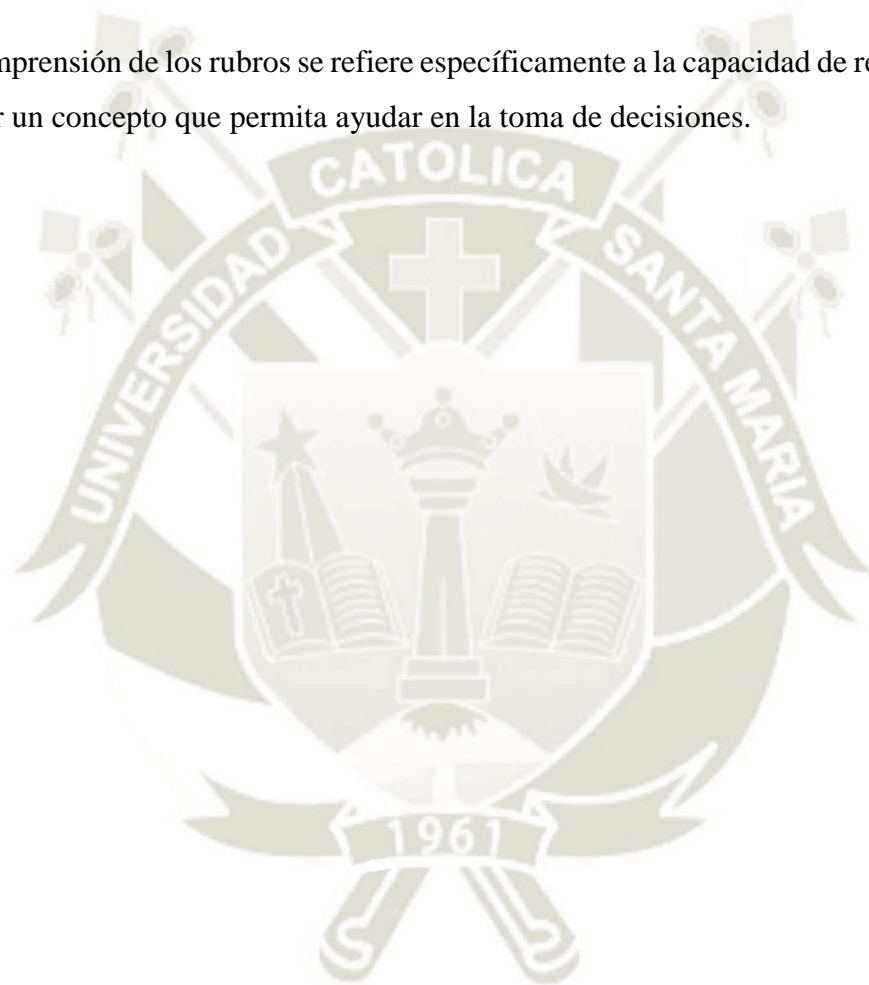 mprensión de los rubros se refiere específicamente a la capacidad de re
r un concepto que permita ayudar en la toma de decisiones.
CATOLICA
UNIVERSIDAD
SANTA MARIA
1961